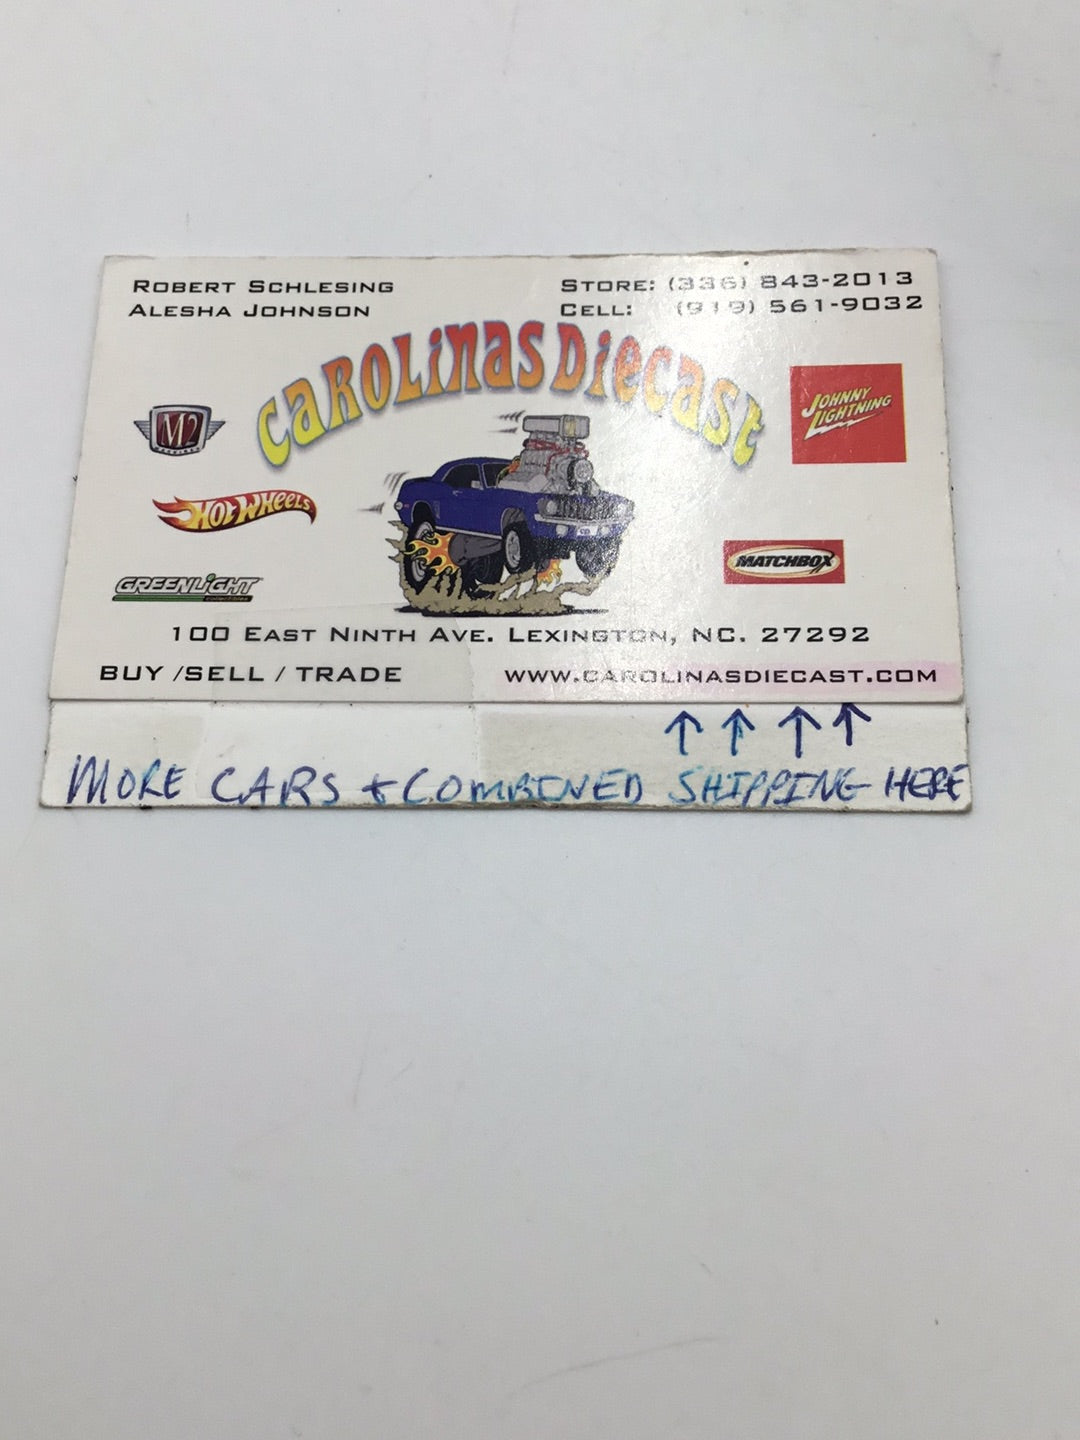 ROBERT SCHLESING
ALESHA JOHNSON
STORE: (336) 843-2013
CELL: (919) 561-9032
CAROLINAS DIECAST
M2
MACHINES
JOHNNY
LIGHTNING
HOT WHEELS
MATCHBOX
GREENLIGHT
collectibles
100 EAST NINTH AVE. LEXINGTON, NC. 27292
BUY /SELL / TRADE
WWW.CAROLINASDIECAST.COM
↑ ↑ ↑ ↑
MORE CARS + COMBINED SHIPPING HERE